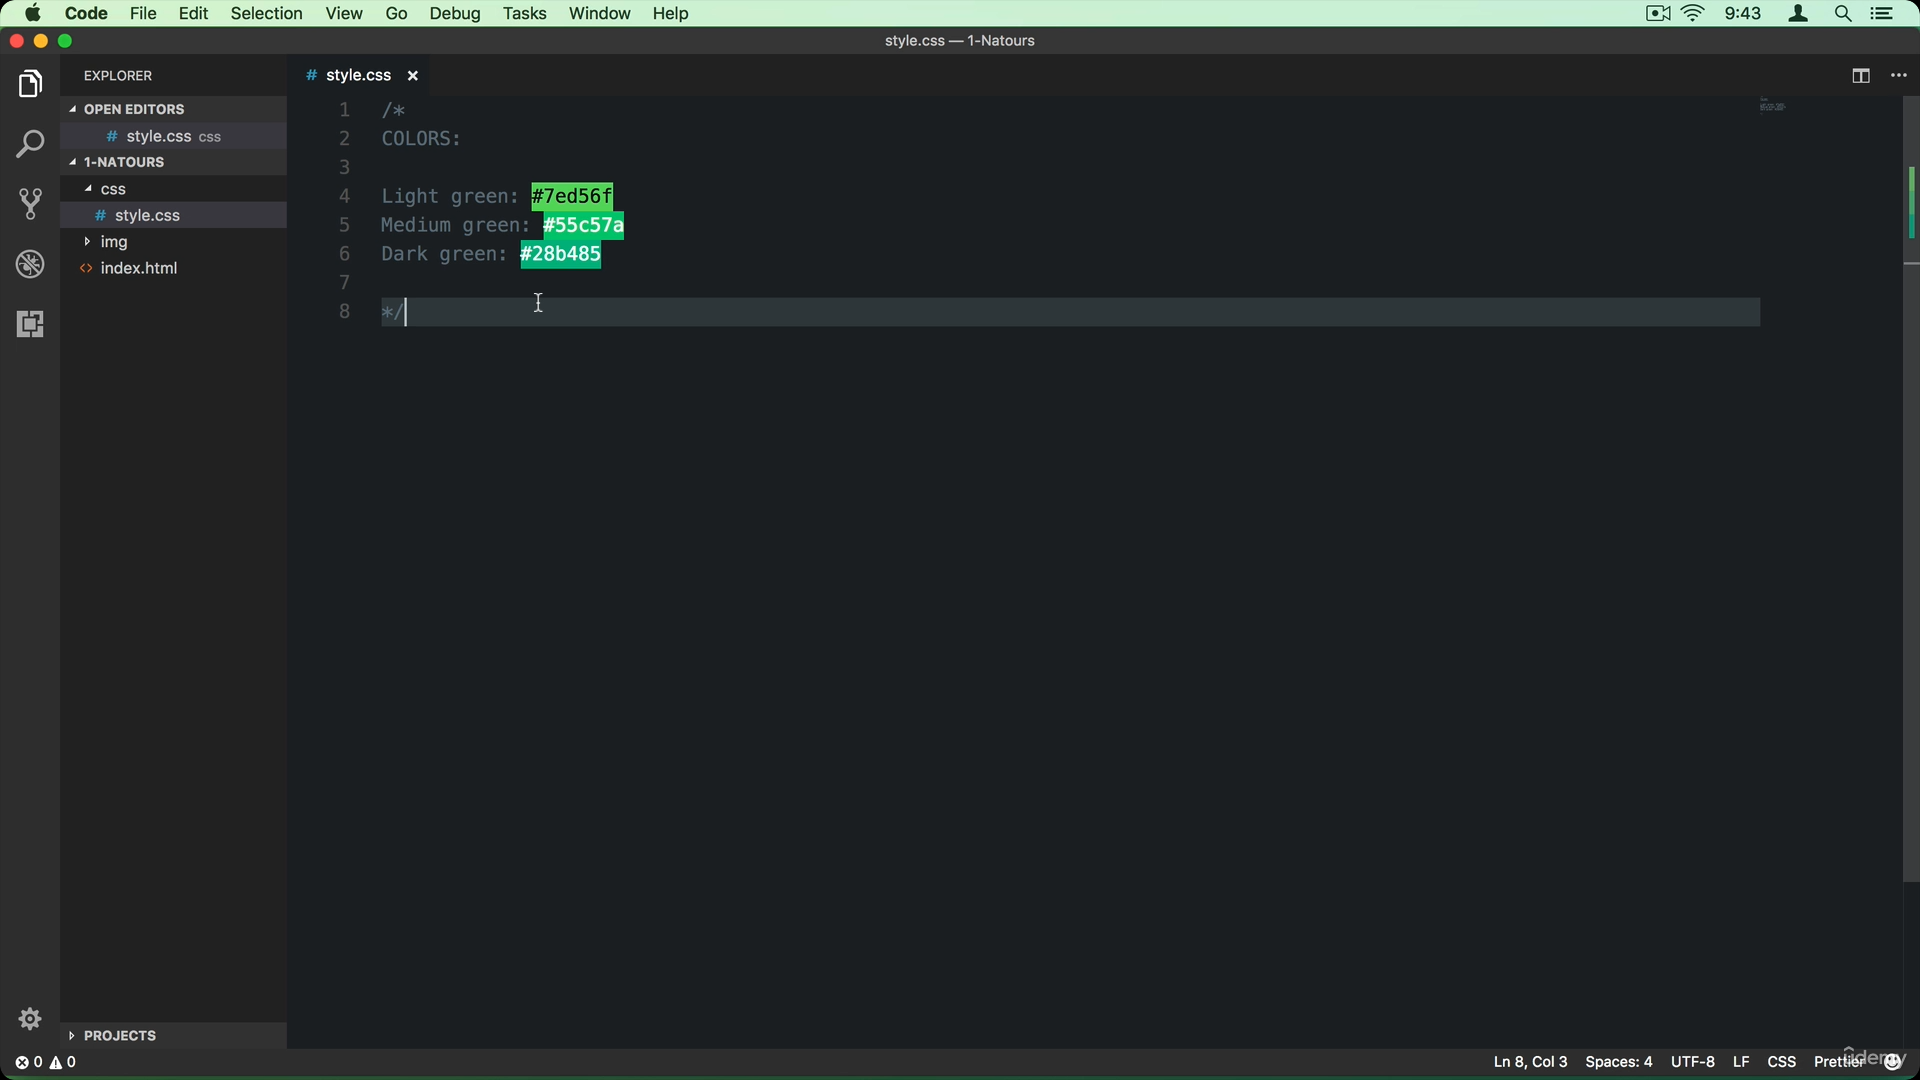 Code File Edit Selection View Go Debug Tasks Window Help 9:43
style.css — 1-Natours
EXPLORER
OPEN EDITORS
# style.css css
1-NATOURS
css
# style.css
img
<> index.html
PROJECTS
# style.css ×
1 /*
2 COLORS:
3
4 Light green: #7ed56f
5 Medium green: #55c57a
6 Dark green: #28b485
7
8 */
0 0 Ln 8, Col 3 Spaces: 4 UTF-8 LF CSS Prettier
udemy